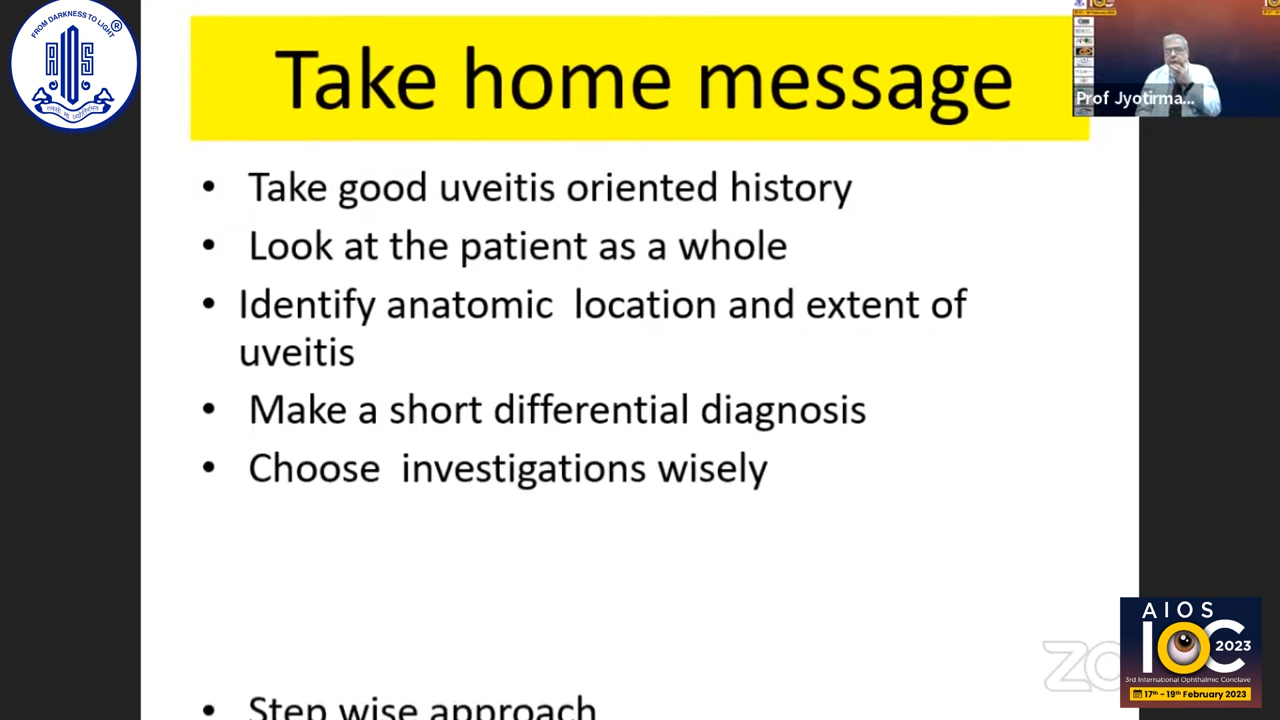 FROM DARKNESS TO LIGHT
®
AIOS
Take home message
Prof Jyotirma...
• Take good uveitis oriented history
• Look at the patient as a whole
• Identify anatomic location and extent of
uveitis
• Make a short differential diagnosis
• Choose investigations wisely
• Step wise approach
AIOS
IOC 2023
3rd International Ophthalmic Conclave
17th - 19th February 2023